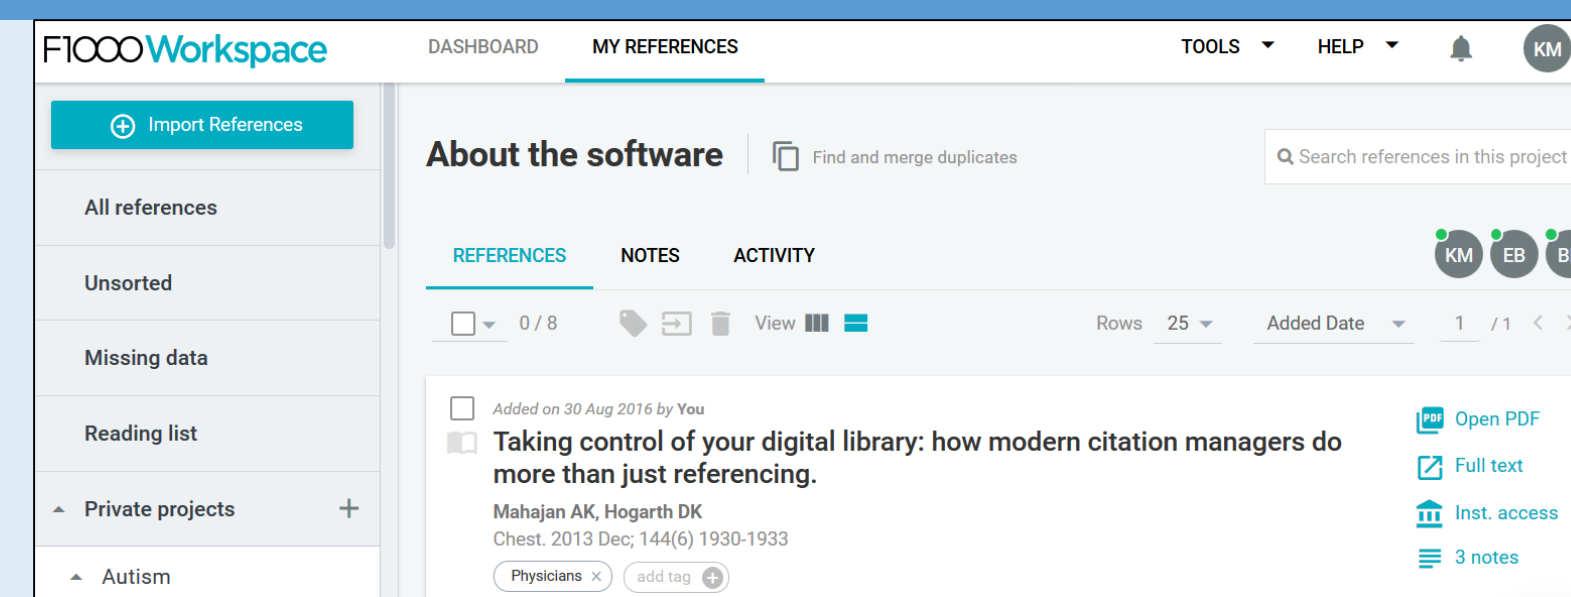 F1000Workspace
DASHBOARD
MY REFERENCES
TOOLS
HELP
KM
Import References
All references
Unsorted
Missing data
Reading list
Private projects
Autism
About the software
Find and merge duplicates
Search references in this project
REFERENCES
NOTES
ACTIVITY
KM
EB
0 / 8
View
Rows 25
Added Date
1 / 1
Added on 30 Aug 2016 by You
Taking control of your digital library: how modern citation managers do
more than just referencing.
Mahajan AK, Hogarth DK
Chest. 2013 Dec; 144(6) 1930-1933
Physicians ×
add tag
PDF Open PDF
Full text
Inst. access
3 notes